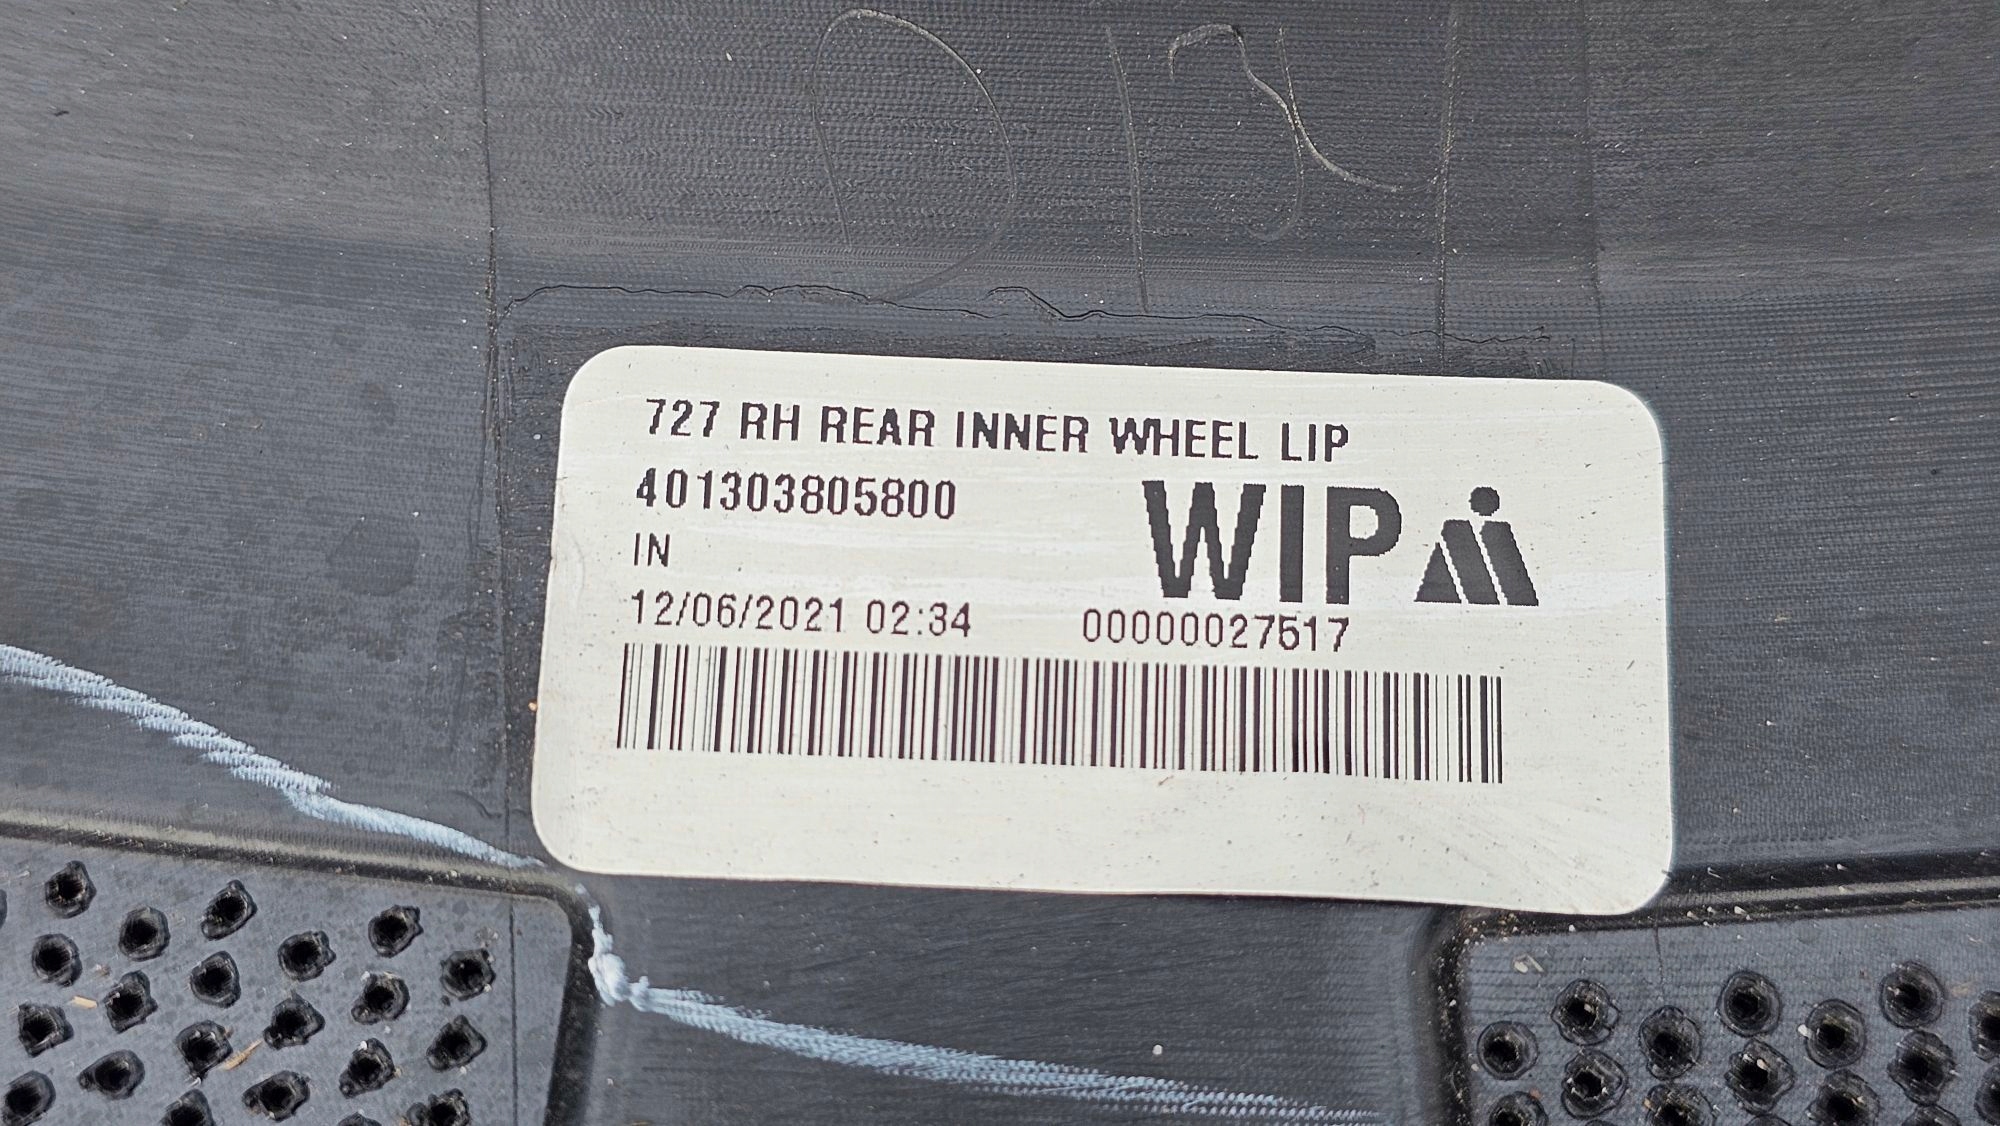 727 RH REAR INNER WHEEL LIP
401303805800
IN
WIP
12/06/2021 02:34 00000027517